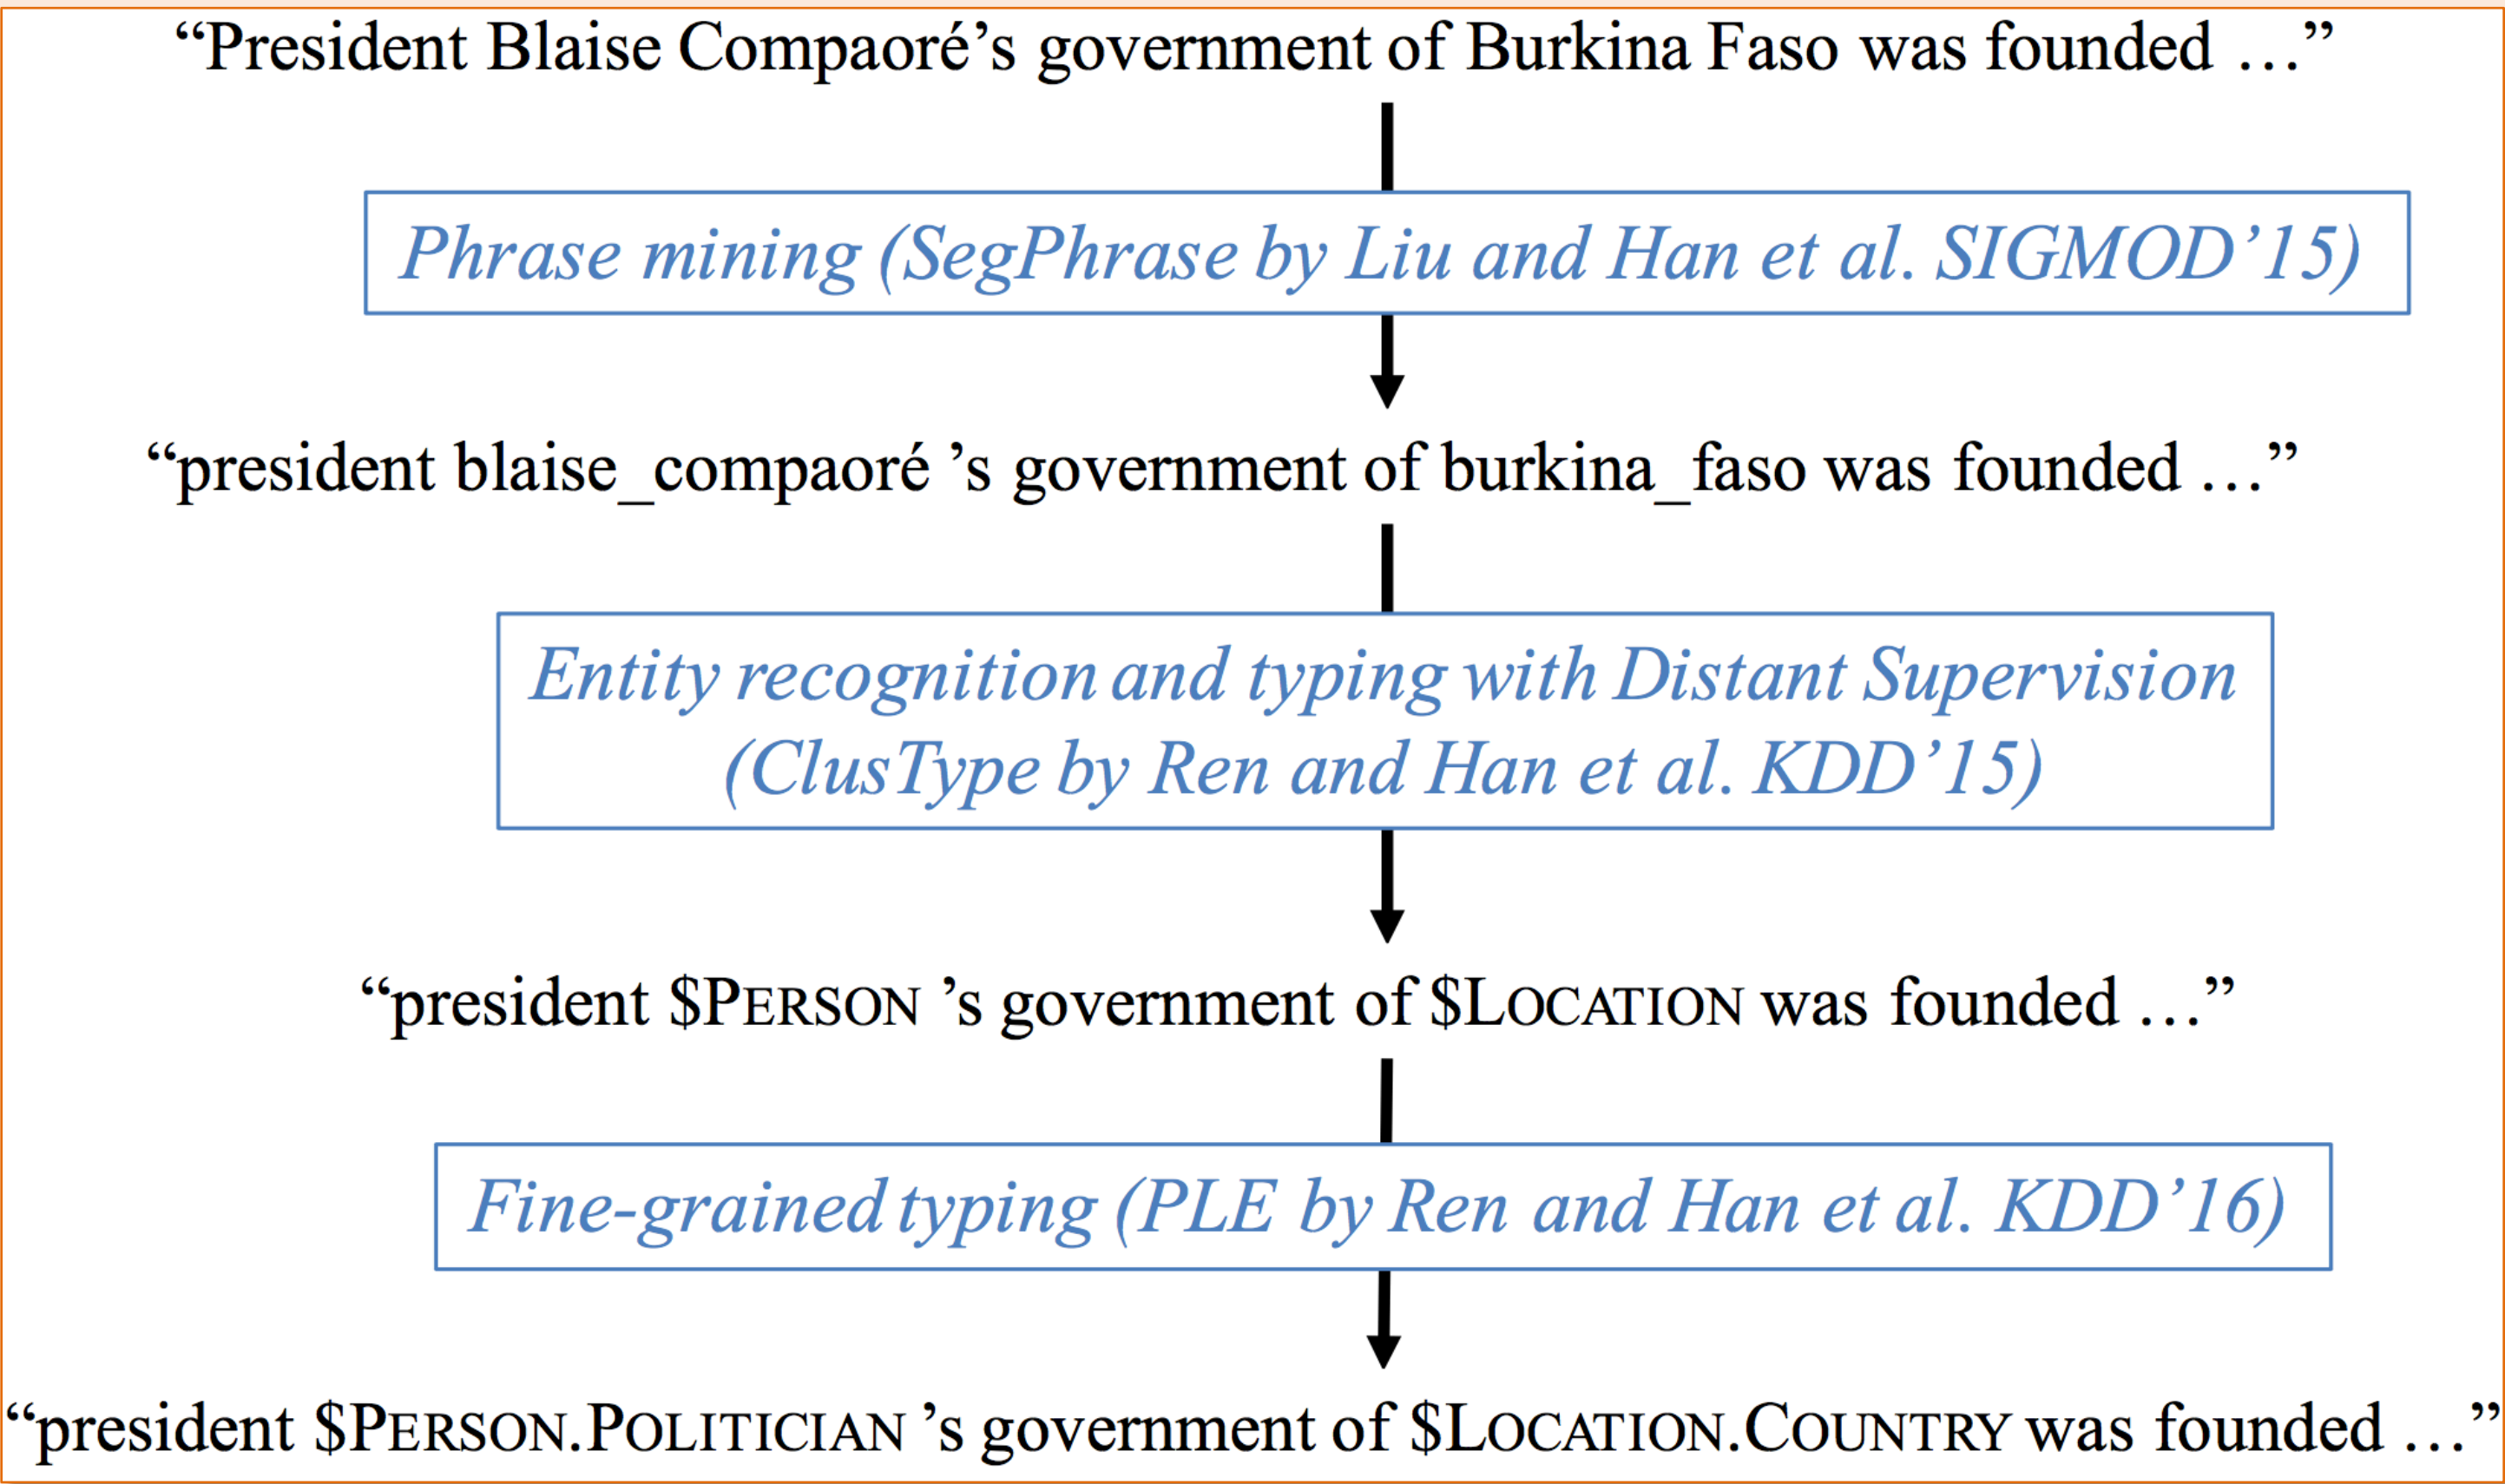 “President Blaise Compaoré’s government of Burkina Faso was founded …”
Phrase mining (SegPhrase by Liu and Han et al. SIGMOD’15)
“president blaise_compaoré ’s government of burkina_faso was founded …”
Entity recognition and typing with Distant Supervision
(ClusType by Ren and Han et al. KDD’15)
“president $PERSON ’s government of $LOCATION was founded …”
Fine-grained typing (PLE by Ren and Han et al. KDD’16)
“president $PERSON.POLITICIAN ’s government of $LOCATION.COUNTRY was founded …”